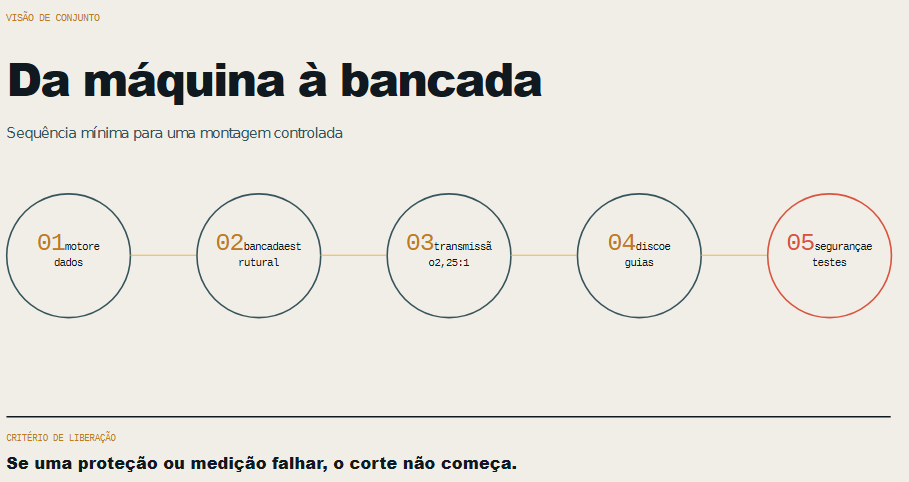 VISÃO DE CONJUNTO
Da máquina à bancada
Sequência mínima para uma montagem controlada
01motore
dados
02bancadaest
rutural
03transmissã
o2,25:1
04discoe
guias
05segurançae
testes
CRITÉRIO DE LIBERAÇÃO
Se uma proteção ou medição falhar, o corte não começa.